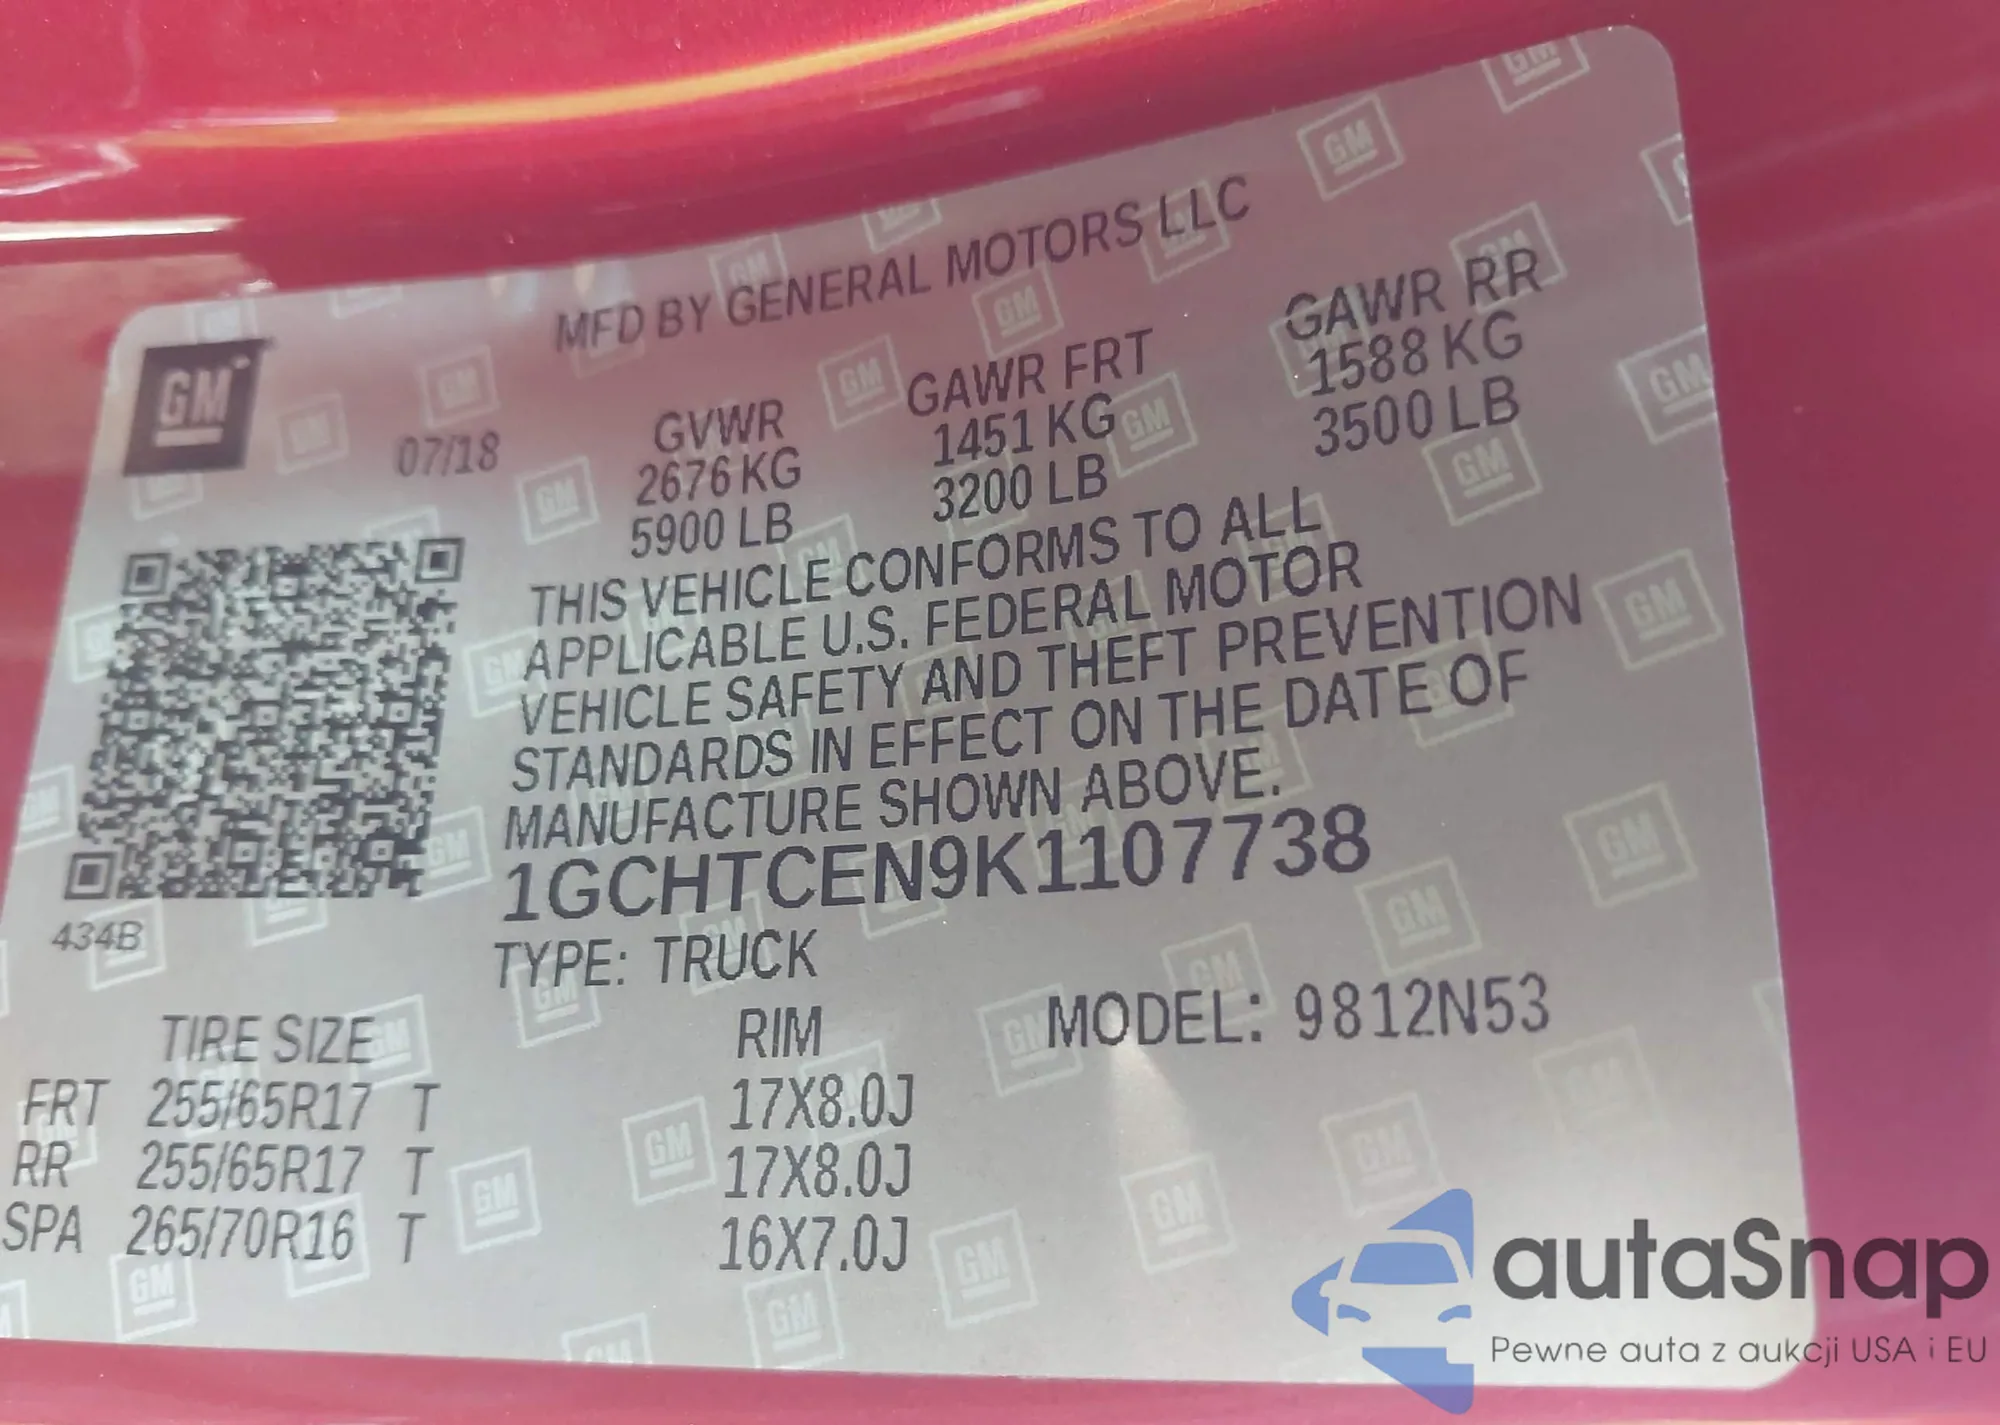 MFD BY GENERAL MOTORS LLC
GM
07/18
GVWR GAWR FRT GAWR RR
2676 KG 1451 KG 1588 KG
5900 LB 3200 LB 3500 LB
THIS VEHICLE CONFORMS TO ALL
APPLICABLE U.S. FEDERAL MOTOR
VEHICLE SAFETY AND THEFT PREVENTION
STANDARDS IN EFFECT ON THE DATE OF
MANUFACTURE SHOWN ABOVE.
1GCHTCEN9K1107738
434B
TYPE: TRUCK
MODEL: 9812N53
TIRE SIZE RIM
FRT 255/65R17 T 17X8.0J
RR 255/65R17 T 17X8.0J
SPA 265/70R16 T 16X7.0J
autaSnap
Pewne auta z aukcji USA i EU